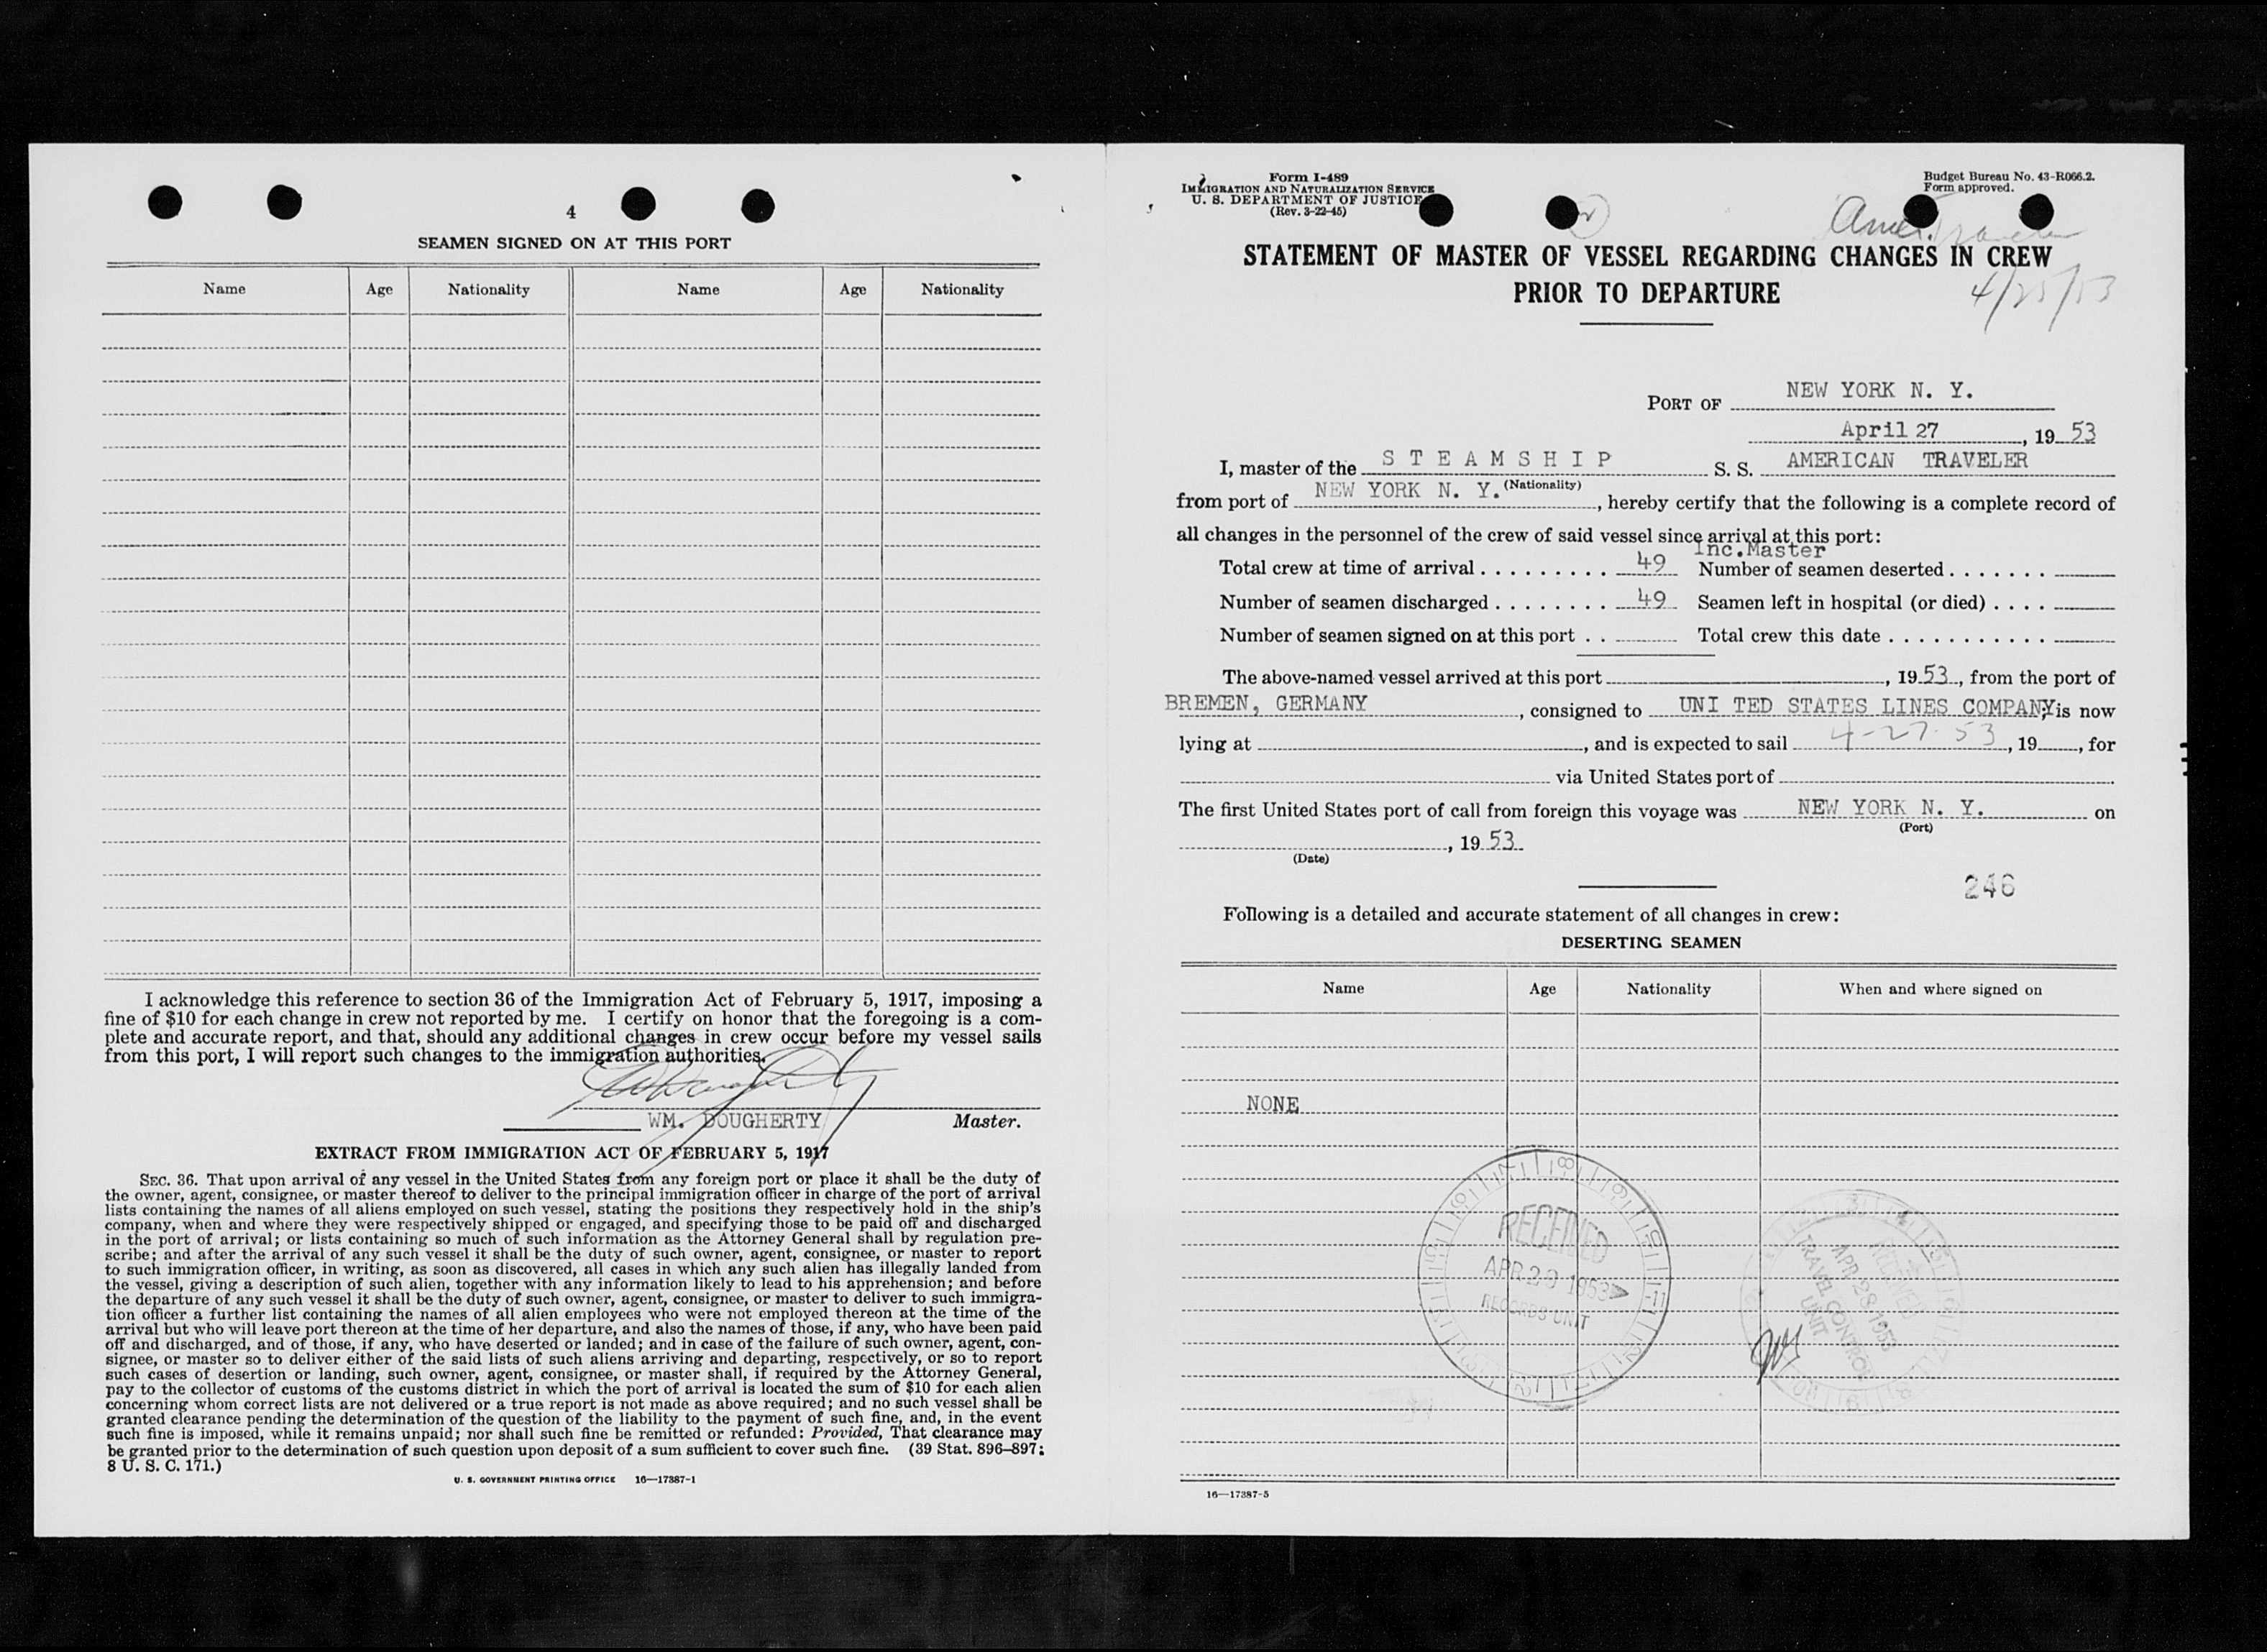 4
SEAMEN SIGNED ON AT THIS PORT
Name Age Nationality Name Age Nationality
I acknowledge this reference to section 36 of the Immigration Act of February 5, 1917, imposing a
fine of $10 for each change in crew not reported by me. I certify on honor that the foregoing is a com-
plete and accurate report, and that, should any additional changes in crew occur before my vessel sails
from this port, I will report such changes to the immigration authorities.
WM. DOUGHERTY Master.
EXTRACT FROM IMMIGRATION ACT OF FEBRUARY 5, 1917
SEC. 36. That upon arrival of any vessel in the United States from any foreign port or place it shall be the duty of
the owner, agent, consignee, or master thereof to deliver to the principal immigration officer in charge of the port of arrival
lists containing the names of all aliens employed on such vessel, stating the positions they respectively hold in the ship's
company, when and where they were respectively shipped or engaged, and specifying those to be paid off and discharged
in the port of arrival; or lists containing so much of such information as the Attorney General shall by regulation pre-
scribe; and after the arrival of any such vessel it shall be the duty of such owner, agent, consignee, or master to report
to such immigration officer, in writing, as soon as discovered, all cases in which any such alien has illegally landed from
the vessel, giving a description of such alien, together with any information likely to lead to his apprehension; and before
the departure of any such vessel it shall be the duty of such owner, agent, consignee, or master to deliver to such immigra-
tion officer a further list containing the names of all alien employees who were not employed thereon at the time of the
arrival but who will leave port thereon at the time of her departure, and also the names of those, if any, who have been paid
off and discharged, and of those, if any, who have deserted or landed; and in case of the failure of such owner, agent, con-
signee, or master so to deliver either of the said lists of such aliens arriving and departing, respectively, or so to report
such cases of desertion or landing, such owner, agent, consignee, or master shall, if required by the Attorney General,
pay to the collector of customs of the customs district in which the port of arrival is located the sum of $10 for each alien
concerning whom correct lists are not delivered or a true report is not made as above required; and no such vessel shall be
granted clearance pending the determination of the question of the liability to the payment of such fine, and, in the event
such fine is imposed, while it remains unpaid; nor shall such fine be remitted or refunded: Provided, That clearance may
be granted prior to the determination of such question upon deposit of a sum sufficient to cover such fine. (39 Stat. 896–897;
8 U. S. C. 171.)
U. S. GOVERNMENT PRINTING OFFICE 16—17387-1
Form I-489
IMMIGRATION AND NATURALIZATION SERVICE
U. S. DEPARTMENT OF JUSTICE
(Rev. 3-22-45)
Budget Bureau No. 43-R066.2.
Form approved.
Amer. Traveler
STATEMENT OF MASTER OF VESSEL REGARDING CHANGES IN CREW
PRIOR TO DEPARTURE
4/25/53
PORT OF NEW YORK N. Y.
April 27, 19 53
I, master of the STEAMSHIP S. S. AMERICAN TRAVELER
(Nationality)
from port of NEW YORK N. Y., hereby certify that the following is a complete record of
all changes in the personnel of the crew of said vessel since arrival at this port:
Inc.Master
Total crew at time of arrival 49 Number of seamen deserted
Number of seamen discharged 49 Seamen left in hospital (or died)
Number of seamen signed on at this port Total crew this date
The above-named vessel arrived at this port , 19 53, from the port of
BREMEN, GERMANY, consigned to UNI TED STATES LINES COMPANY; is now
lying at , and is expected to sail 4-27-53, 19 , for
via United States port of
The first United States port of call from foreign this voyage was NEW YORK N. Y. on
(Port)
, 19 53
(Date)
246
Following is a detailed and accurate statement of all changes in crew:
DESERTING SEAMEN
Name Age Nationality When and where signed on
NONE
RECEIVED
APR 29 1953
RECORDS UNIT
RECEIVED
APR 28 1953
TRAVEL CONTROL
UNIT
16—17387-5